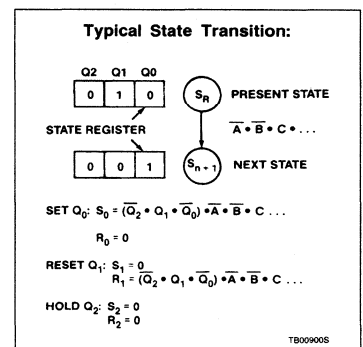 Typical State Transition:
Q2 Q1 Q0
0 1 0
S_R
PRESENT STATE
STATE REGISTER
A̅ • B̅ • C • ...
0 0 1
S_{n+1}
NEXT STATE
SET Q₀: S₀ = (Q̅₂ • Q₁ • Q̅₀) • A̅ • B̅ • C ...
R₀ = 0
RESET Q₁: S₁ = 0
R₁ = (Q̅₂ • Q₁ • Q̅₀) • A̅ • B̅ • C ...
HOLD Q₂: S₂ = 0
R₂ = 0
TB00900S